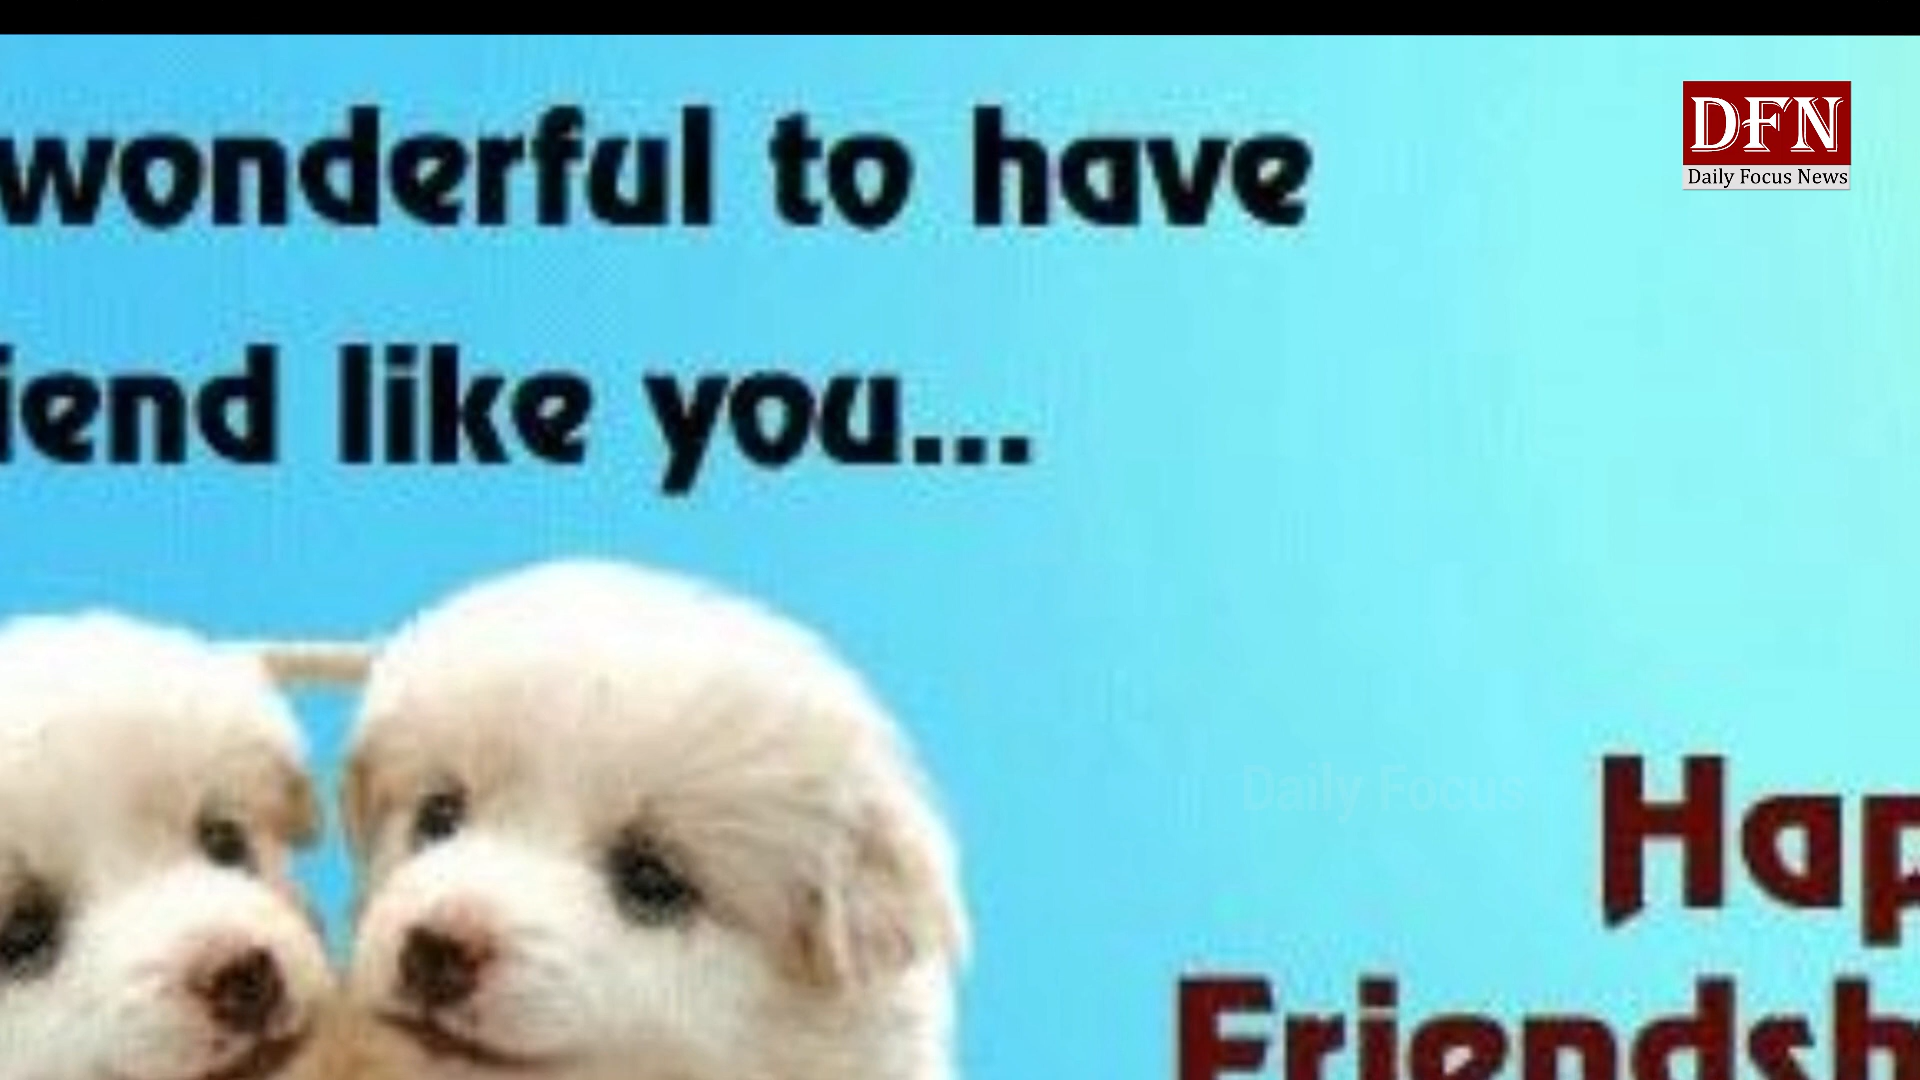 wonderful to have
iend like you...
DFN
Daily Focus News
Daily Focus
Hap
Friendsh